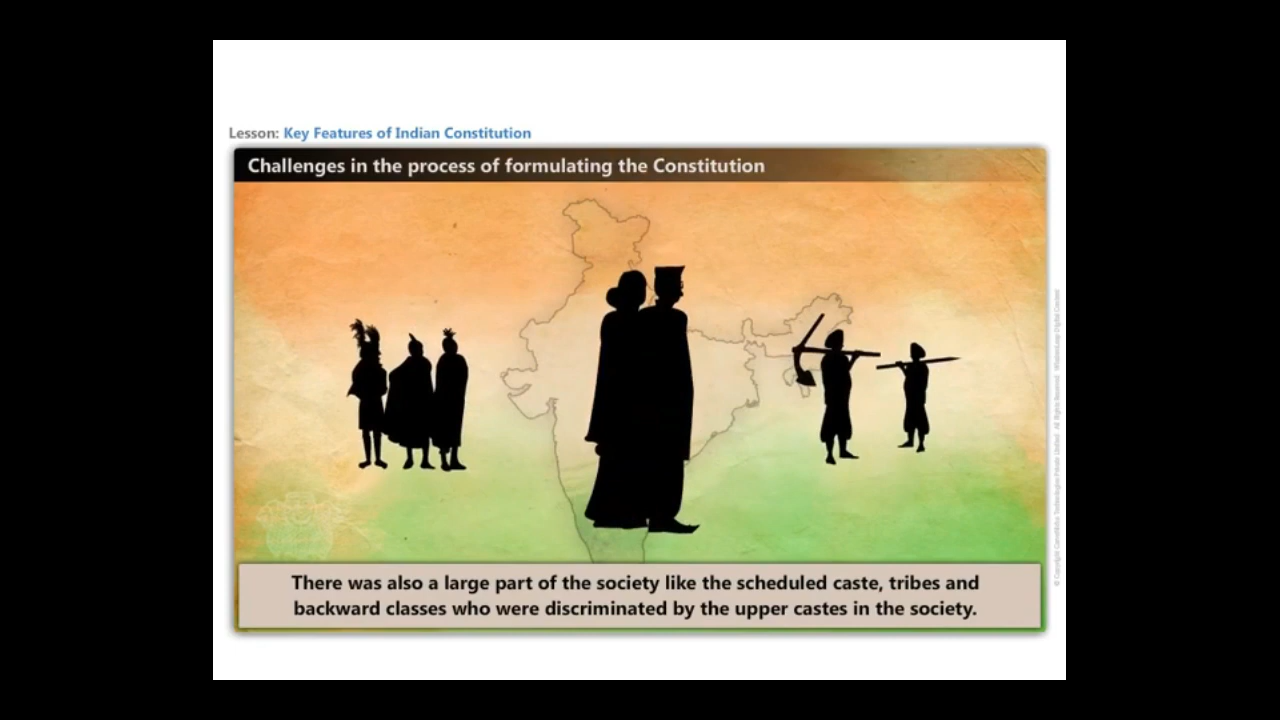 Lesson: Key Features of Indian Constitution
Challenges in the process of formulating the Constitution
There was also a large part of the society like the scheduled caste, tribes and
backward classes who were discriminated by the upper castes in the society.